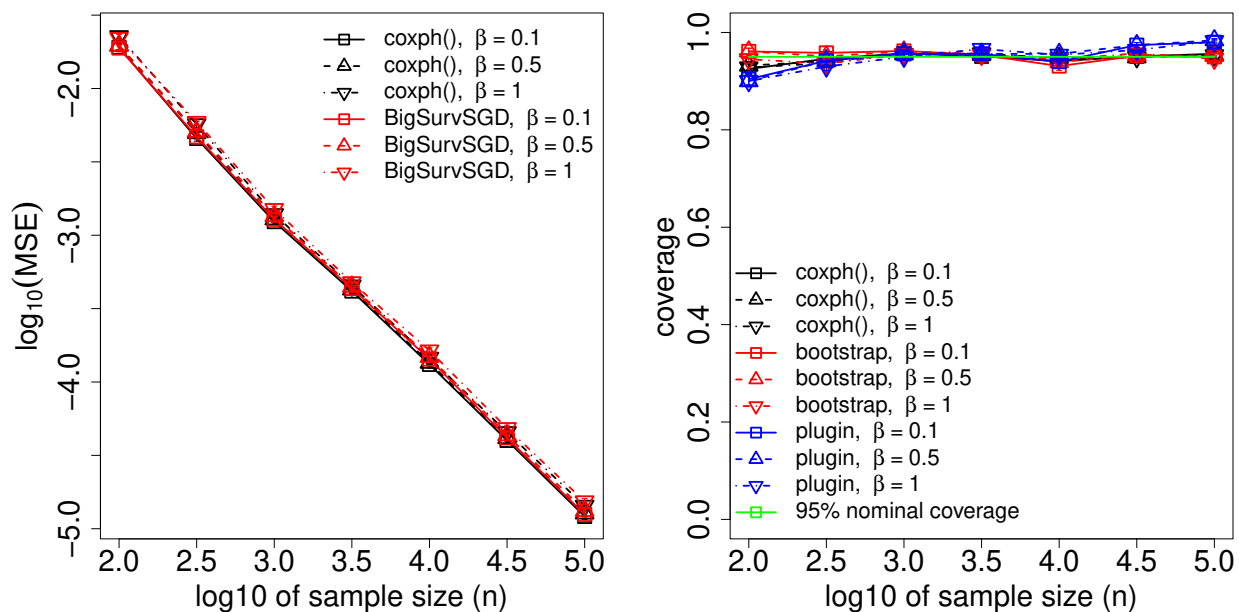 log10(MSE)
−2.0
−3.0
−4.0
−5.0
coxph(), β = 0.1
coxph(), β = 0.5
coxph(), β = 1
BigSurvSGD, β = 0.1
BigSurvSGD, β = 0.5
BigSurvSGD, β = 1
2.0 2.5 3.0 3.5 4.0 4.5 5.0
log10 of sample size (n)
coverage
1.0
0.8
0.6
0.4
0.2
0.0
coxph(), β = 0.1
coxph(), β = 0.5
coxph(), β = 1
bootstrap, β = 0.1
bootstrap, β = 0.5
bootstrap, β = 1
plugin, β = 0.1
plugin, β = 0.5
plugin, β = 1
95% nominal coverage
2.0 2.5 3.0 3.5 4.0 4.5 5.0
log10 of sample size (n)